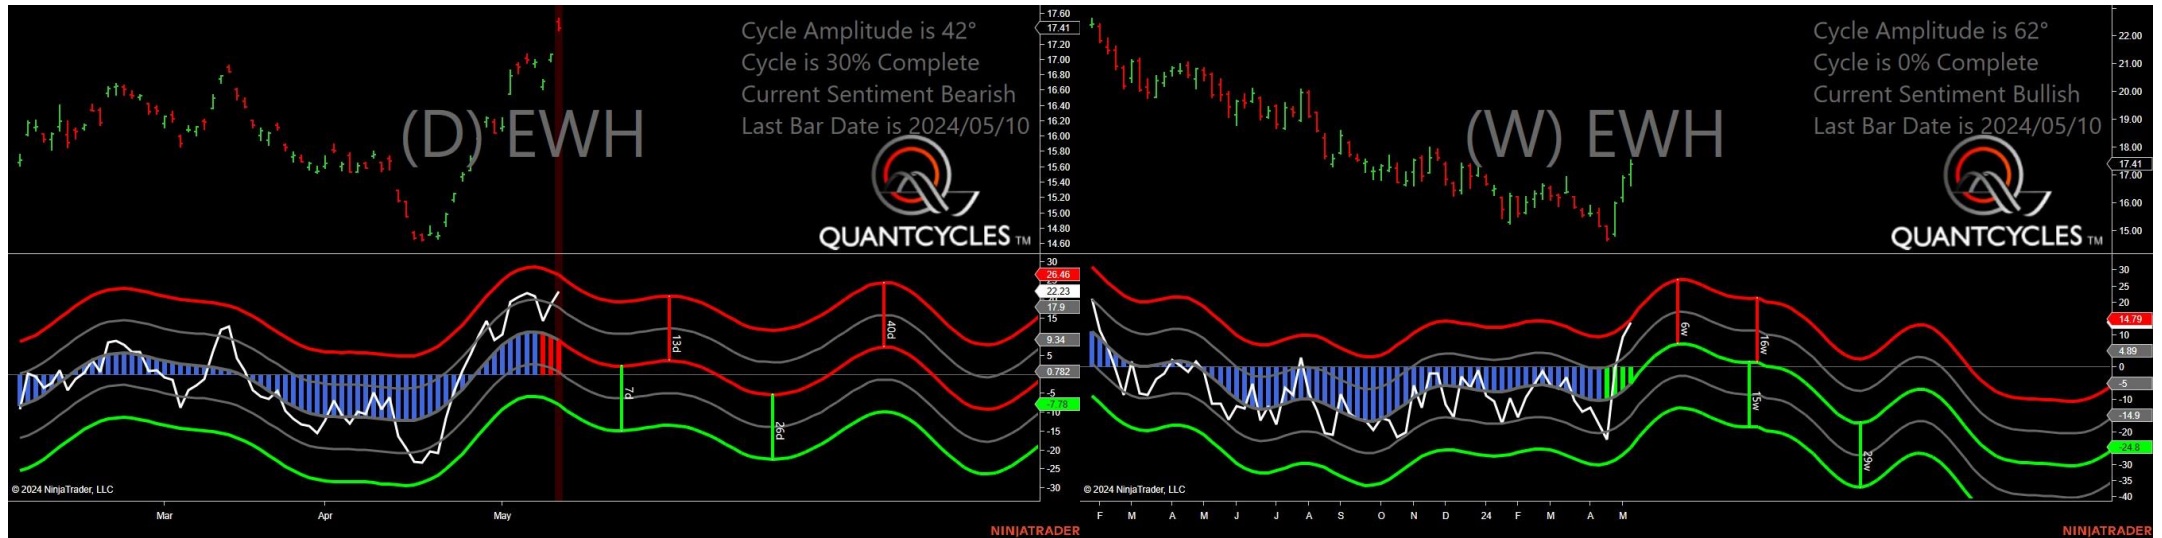 Cycle Amplitude is 42°
Cycle is 30% Complete
Current Sentiment Bearish
Last Bar Date is 2024/05/10
(D) EWH
QUANTCYCLES TM
17.60
17.41
17.20
17.00
16.80
16.60
16.40
16.20
16.00
15.80
15.60
15.40
15.20
15.00
14.80
14.60
30
26.46
22.23
17.9
15
9.34
5
0.782
-5
-7.78
-10
-15
-20
-25
-30
7d
13d
26d
40d
© 2024 NinjaTrader, LLC
Mar
Apr
May
NINJATRADER
Cycle Amplitude is 62°
Cycle is 0% Complete
Current Sentiment Bullish
Last Bar Date is 2024/05/10
(W) EWH
QUANTCYCLES TM
22.00
21.00
20.00
19.00
18.00
17.41
17.00
16.00
15.00
30
25
20
14.79
10
4.89
0
-5
-10
-14.9
-20
-24.8
-30
-35
-40
6w
16w
15w
29w
© 2024 NinjaTrader, LLC
F M A M J J A S O N D 24 F M A M
NINJATRADER